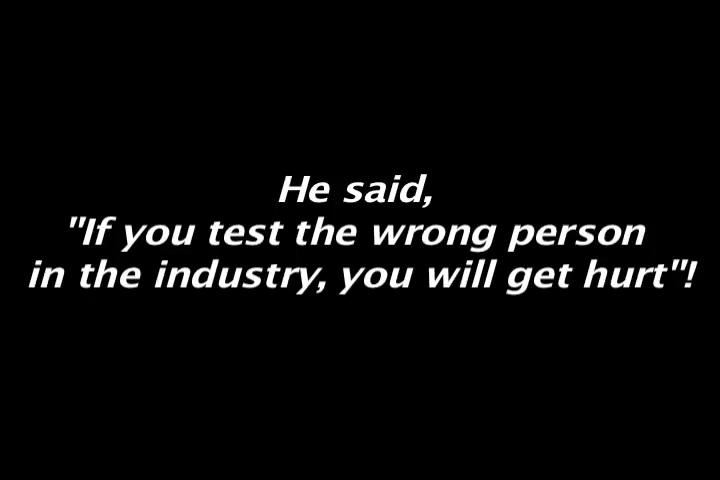 He said,
"If you test the wrong person
in the industry, you will get hurt"!